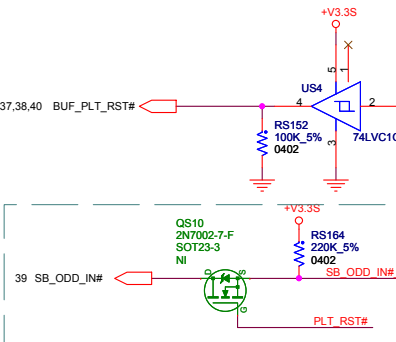 +V3.3S
37,38,40 BUF_PLT_RST#
US4
5
1
4
2
3
74LVC1G
RS152
100K_5%
0402
+V3.3S
QS10
2N7002-7-F
SOT23-3
NI
RS164
220K_5%
0402
39 SB_ODD_IN#
D
S
G
SB_ODD_IN#
PLT_RST#